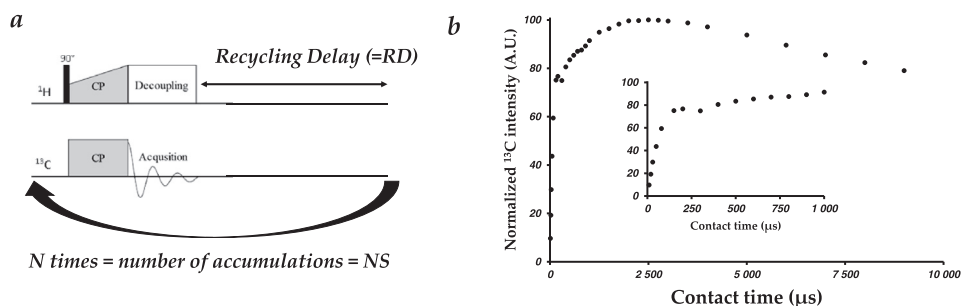 a
Recycling Delay (=RD)
90°
¹H
CP
Decoupling
¹³C
CP
Acqusition
N times = number of accumulations = NS
b
Normalized ¹³C intensity (A.U.)
100
80
60
40
20
0
0
2 500
5 000
7 500
10 000
Contact time (µs)
100
80
60
40
20
0
0
250
500
750
1 000
Contact time (µs)